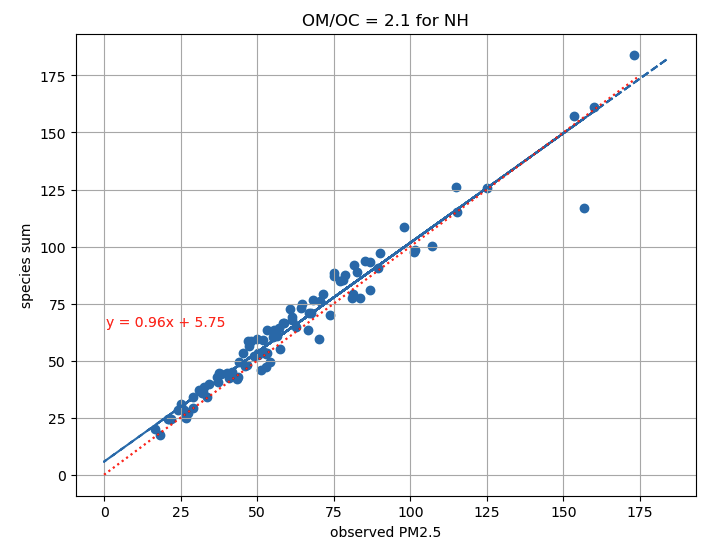 OM/OC = 2.1 for NH
175
150
125
100
75
50
25
0
species sum
y = 0.96x + 5.75
0 25 50 75 100 125 150 175
observed PM2.5